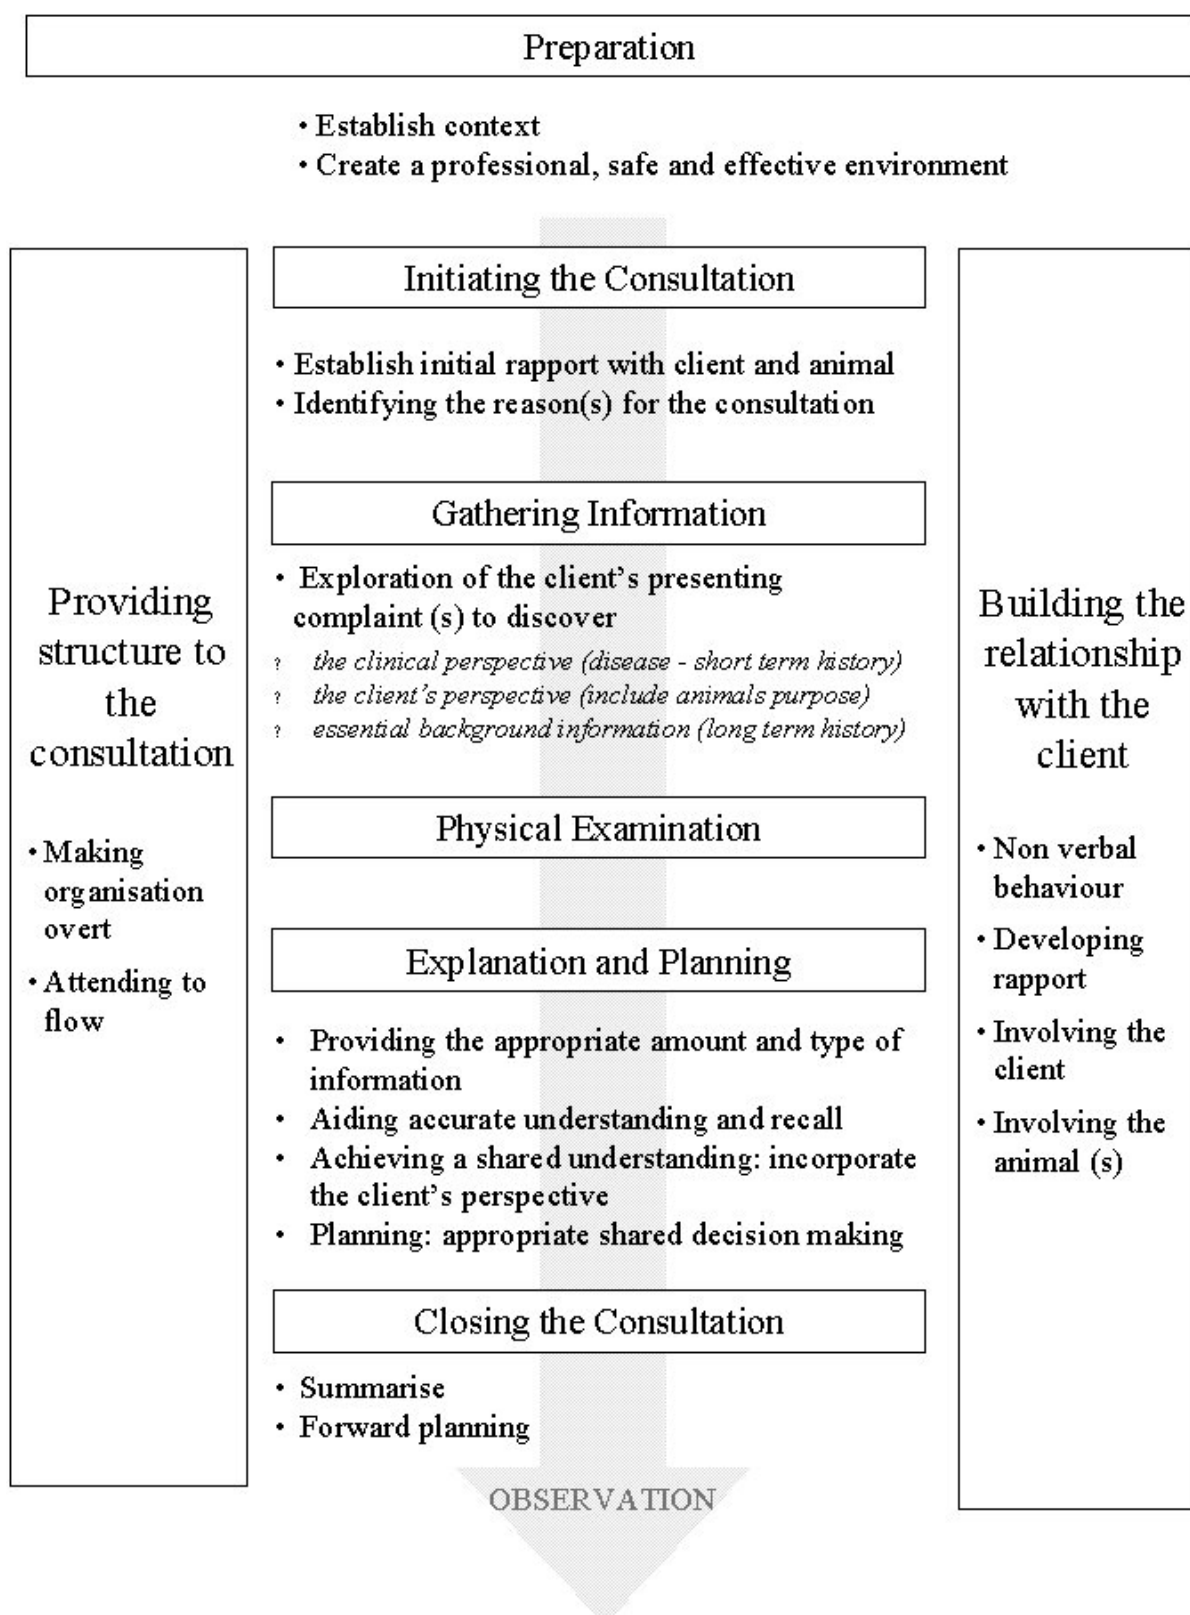 Preparation
• Establish context
• Create a professional, safe and effective environment
Initiating the Consultation
• Establish initial rapport with client and animal
• Identifying the reason(s) for the consultation
Gathering Information
• Exploration of the client's presenting
complaint (s) to discover
? the clinical perspective (disease - short term history)
? the client's perspective (include animals purpose)
? essential background information (long term history)
Physical Examination
Explanation and Planning
• Providing the appropriate amount and type of
information
• Aiding accurate understanding and recall
• Achieving a shared understanding: incorporate
the client's perspective
• Planning: appropriate shared decision making
Closing the Consultation
• Summarise
• Forward planning
OBSERVATION
Providing
structure to
the
consultation
• Making
organisation
overt
• Attending to
flow
Building the
relationship
with the
client
• Non verbal
behaviour
• Developing
rapport
• Involving the
client
• Involving the
animal (s)